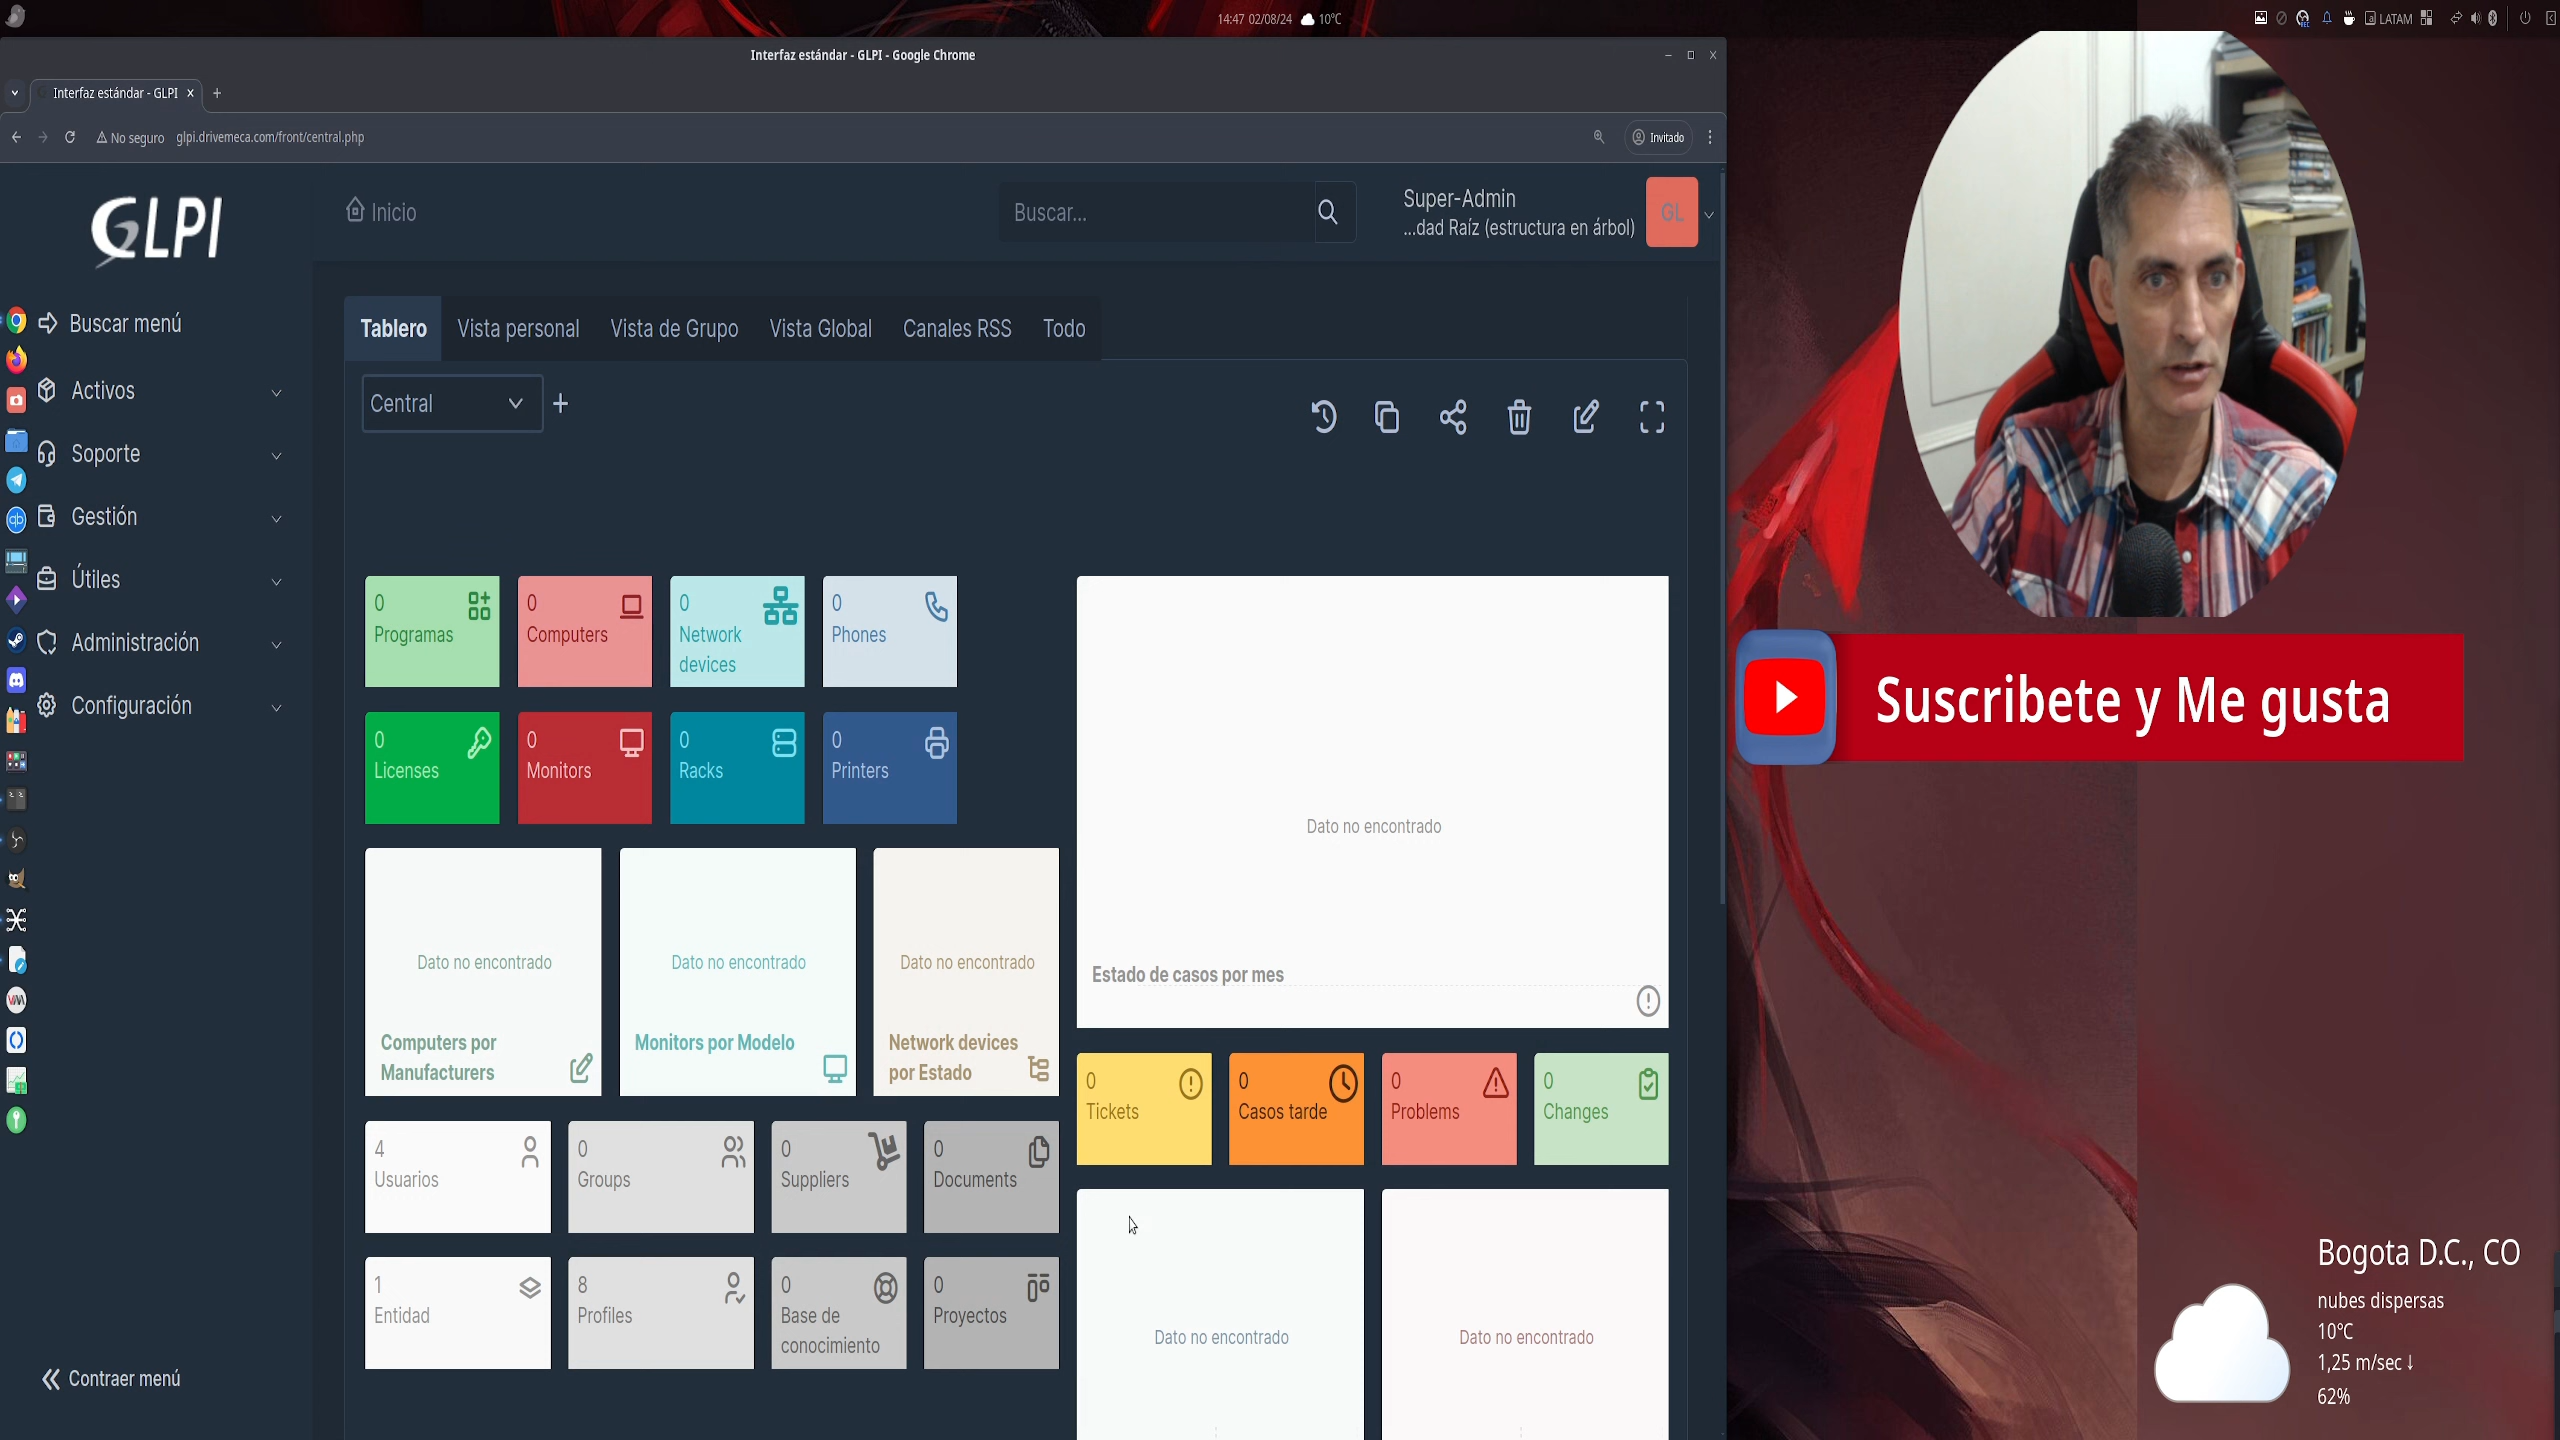 14:47 02/08/24 10°C
LATAM
Interfaz estándar - GLPI - Google Chrome
Interfaz estándar - GLPI
No seguro glpi.drivemeca.com/front/central.php
Invitado
GLPI
Inicio
Buscar...
Super-Admin
...dad Raíz (estructura en árbol)
GL
Buscar menú
Activos
Soporte
Gestión
Útiles
Administración
Configuración
Contraer menú
Tablero Vista personal Vista de Grupo Vista Global Canales RSS Todo
Central
0
Programas
0
Computers
0
Network
devices
0
Phones
0
Licenses
0
Monitors
0
Racks
0
Printers
Dato no encontrado
Computers por
Manufacturers
Dato no encontrado
Monitors por Modelo
Dato no encontrado
Network devices
por Estado
4
Usuarios
0
Groups
0
Suppliers
0
Documents
1
Entidad
8
Profiles
0
Base de
conocimiento
0
Proyectos
Dato no encontrado
Estado de casos por mes
0
Tickets
0
Casos tarde
0
Problems
0
Changes
Dato no encontrado
Dato no encontrado
Suscribete y Me gusta
Bogota D.C., CO
nubes dispersas
10°C
1,25 m/sec ↓
62%